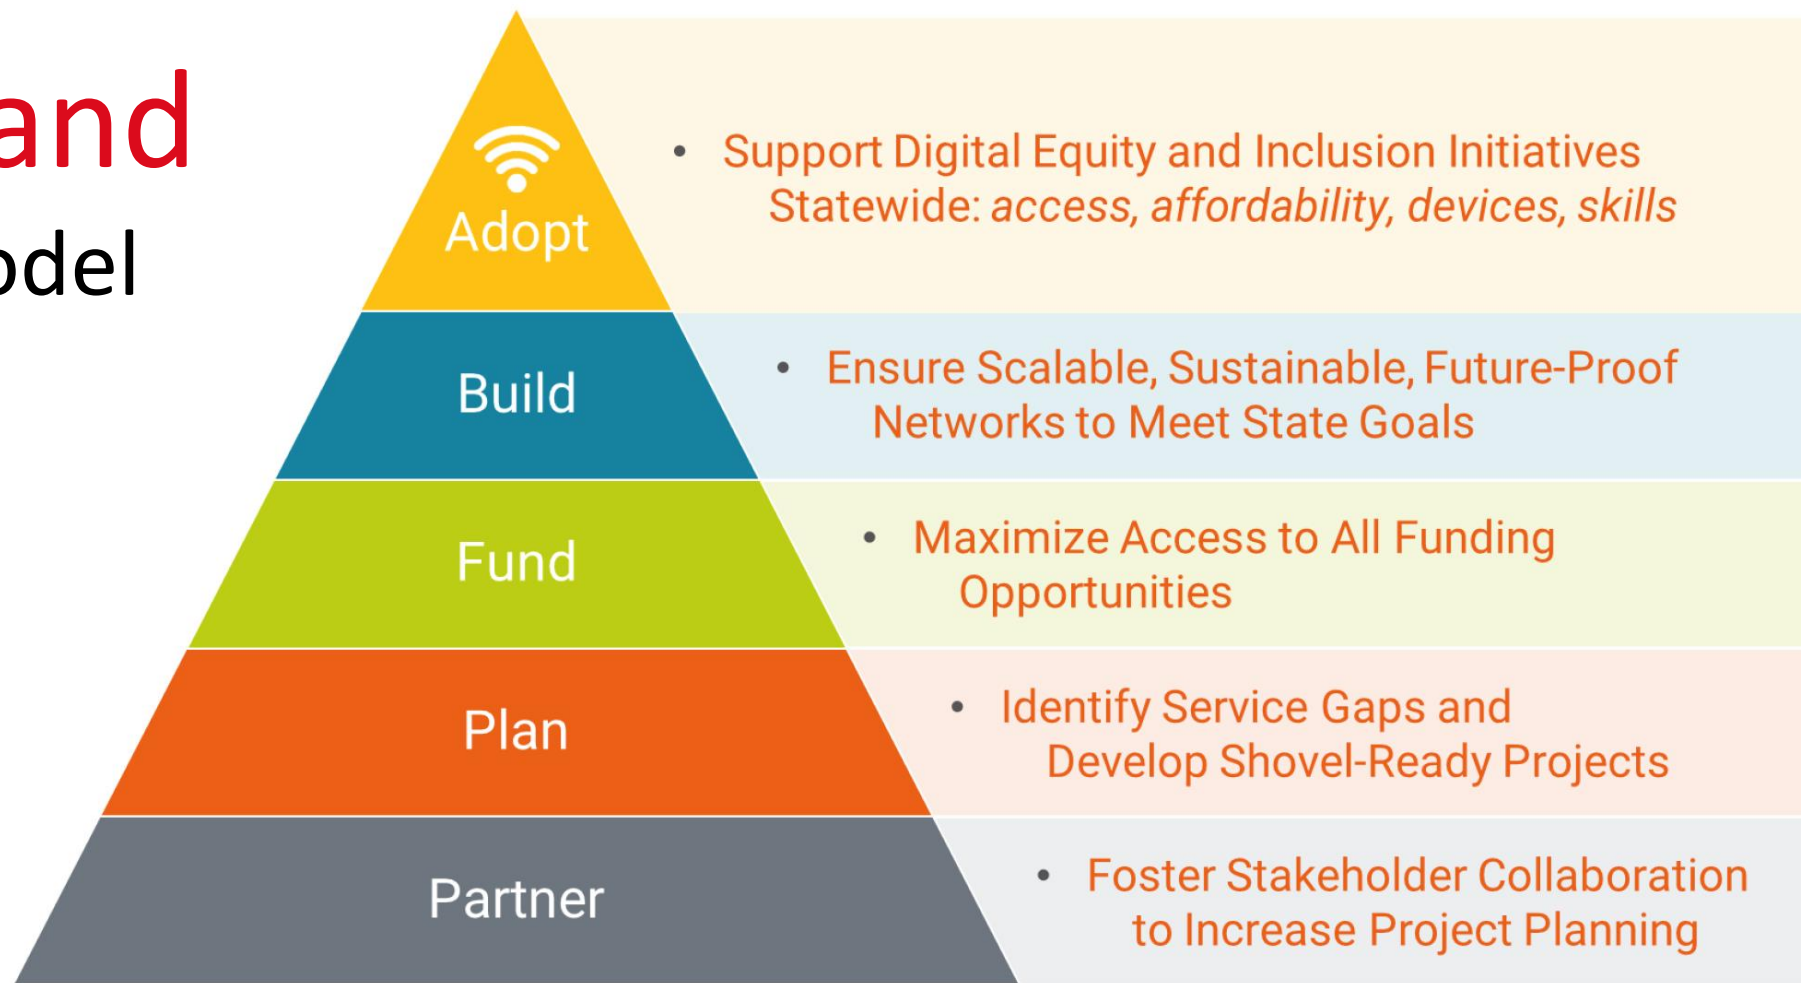 and
odel
Adopt
• Support Digital Equity and Inclusion Initiatives
Statewide: access, affordability, devices, skills
Build
• Ensure Scalable, Sustainable, Future-Proof
Networks to Meet State Goals
Fund
• Maximize Access to All Funding
Opportunities
Plan
• Identify Service Gaps and
Develop Shovel-Ready Projects
Partner
• Foster Stakeholder Collaboration
to Increase Project Planning